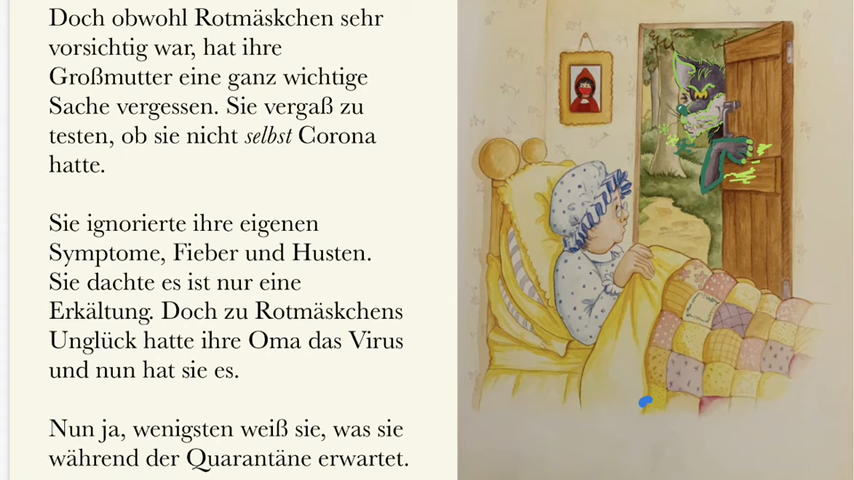 Doch obwohl Rotmäskchen sehr
vorsichtig war, hat ihre
Großmutter eine ganz wichtige
Sache vergessen. Sie vergaß zu
testen, ob sie nicht selbst Corona
hatte.
Sie ignorierte ihre eigenen
Symptome, Fieber und Husten.
Sie dachte es ist nur eine
Erkältung. Doch zu Rotmäskchens
Unglück hatte ihre Oma das Virus
und nun hat sie es.
Nun ja, wenigsten weiß sie, was sie
während der Quarantäne erwartet.